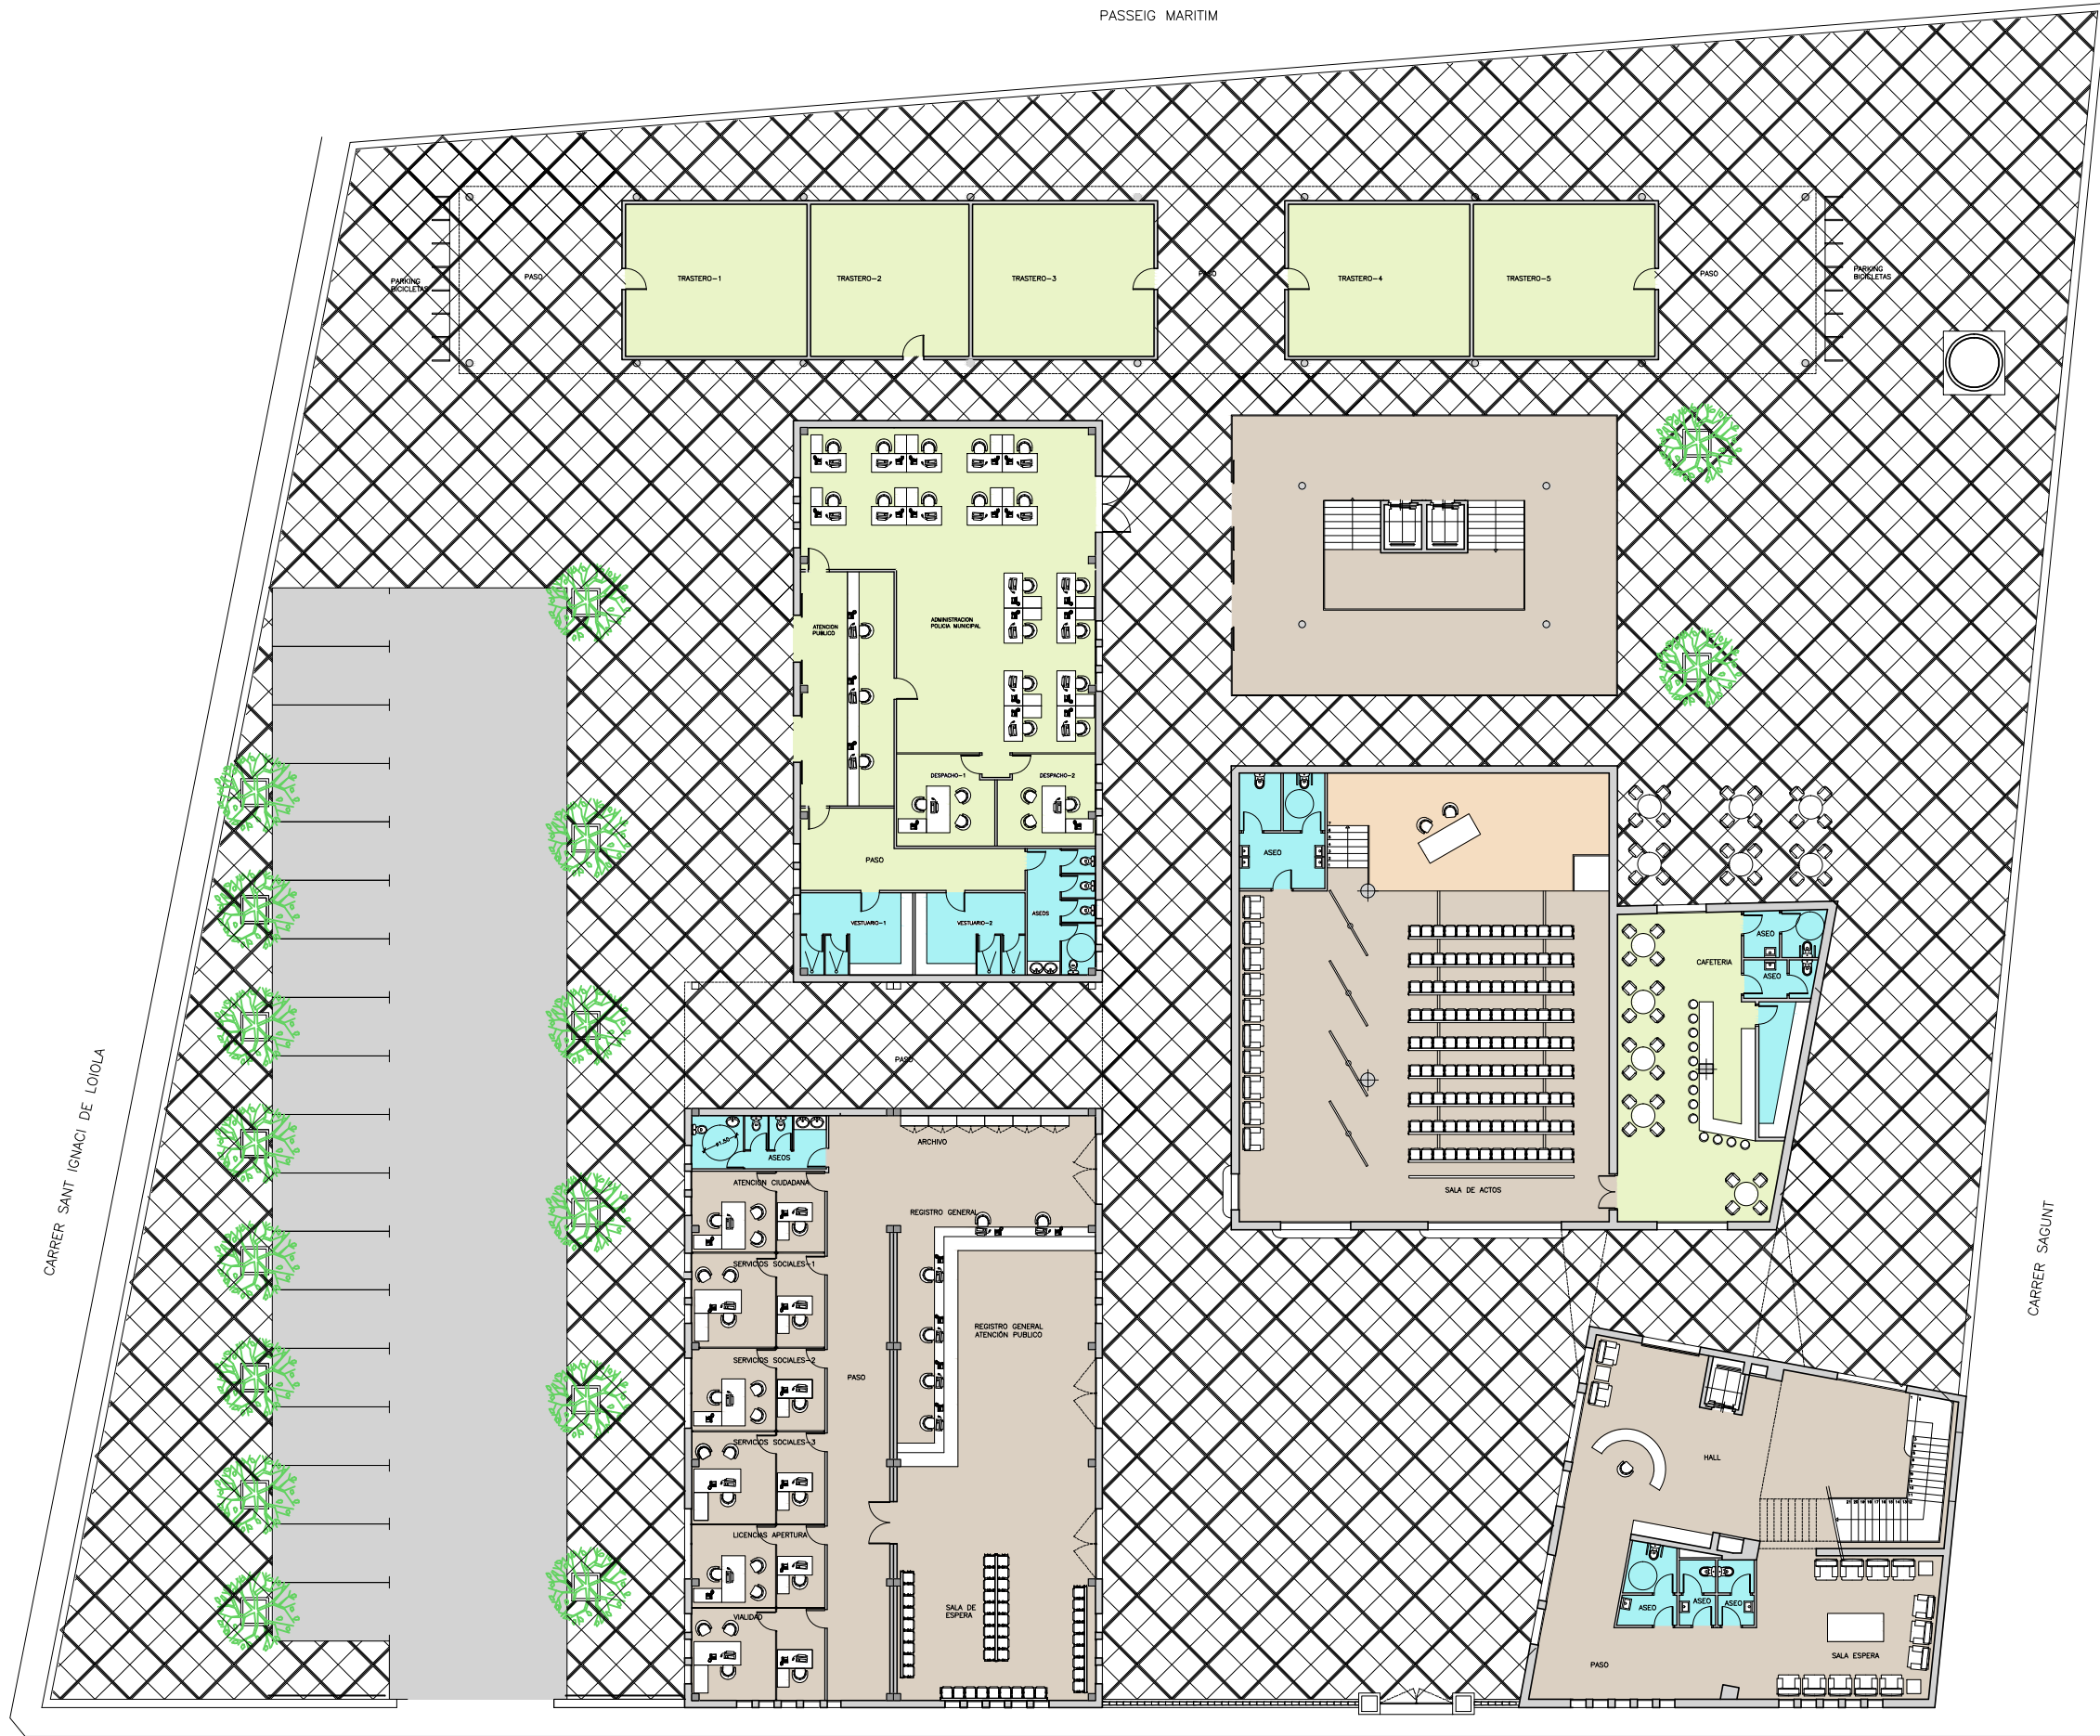 PASSEIG MARITIM
PARKING
BICICLETAS
PASO
TRASTERO-1
TRASTERO-2
TRASTERO-3
PASO
TRASTERO-4
TRASTERO-5
PASO
PARKING
BICICLETAS
ATENCION
PUBLICO
ADMINISTRACION
POLICIA MUNICIPAL
DESPACHO-1
DESPACHO-2
PASO
VESTUARIO-1
VESTUARIO-2
ASEOS
ASEO
CAFETERIA
ASEO
ASEO
SALA DE ACTOS
PASO
CARRER SANT IGNACI DE LOIOLA
CARRER SAGUNT
ARCHIVO
ASEOS
ATENCION CIUDADANA
REGISTRO GENERAL
SERVICIOS SOCIALES-1
REGISTRO GENERAL
ATENCIÓN PUBLICO
SERVICIOS SOCIALES-2
PASO
SERVICIOS SOCIALES-3
LICENCIAS APERTURA
VIALIDAD
SALA DE
ESPERA
HALL
ASEO
ASEO
ASEO
PASO
SALA ESPERA